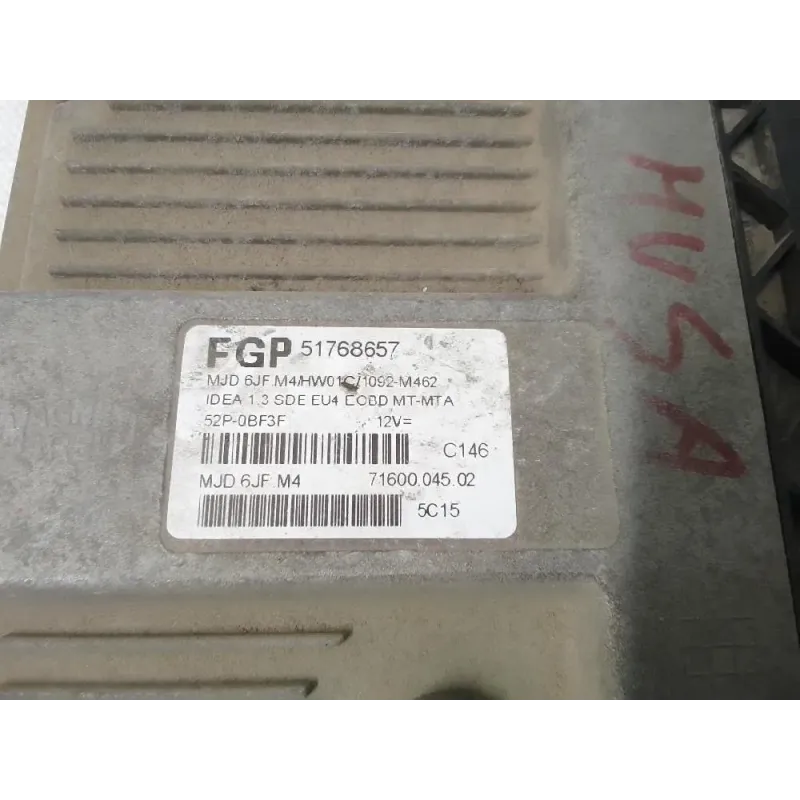 FGP 51768657
MJD 6JF M4/HW01C/1092-M462
IDEA 1.3 SDE EU4 EOBD MT-MTA
52P-0BF3F 12V=
C146
MJD 6JF M4 71600.045.02
5C15
HUSA